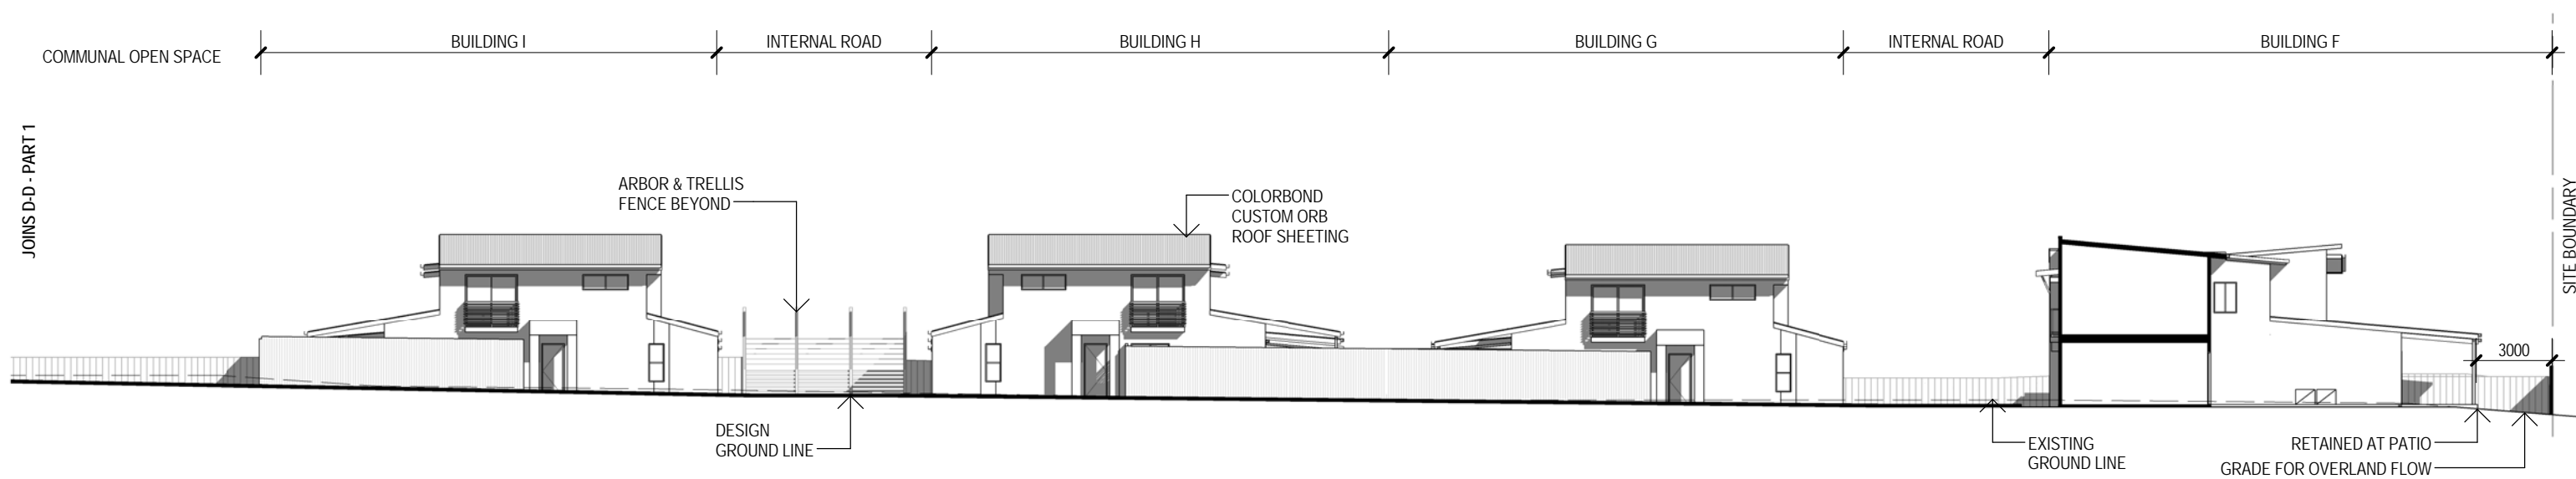 COMMUNAL OPEN SPACE
BUILDING I
INTERNAL ROAD
BUILDING H
BUILDING G
INTERNAL ROAD
BUILDING F
JOINS D-D - PART 1
ARBOR & TRELLIS
FENCE BEYOND
COLORBOND
CUSTOM ORB
ROOF SHEETING
SITE BOUNDARY
3000
DESIGN
GROUND LINE
EXISTING
GROUND LINE
RETAINED AT PATIO
GRADE FOR OVERLAND FLOW